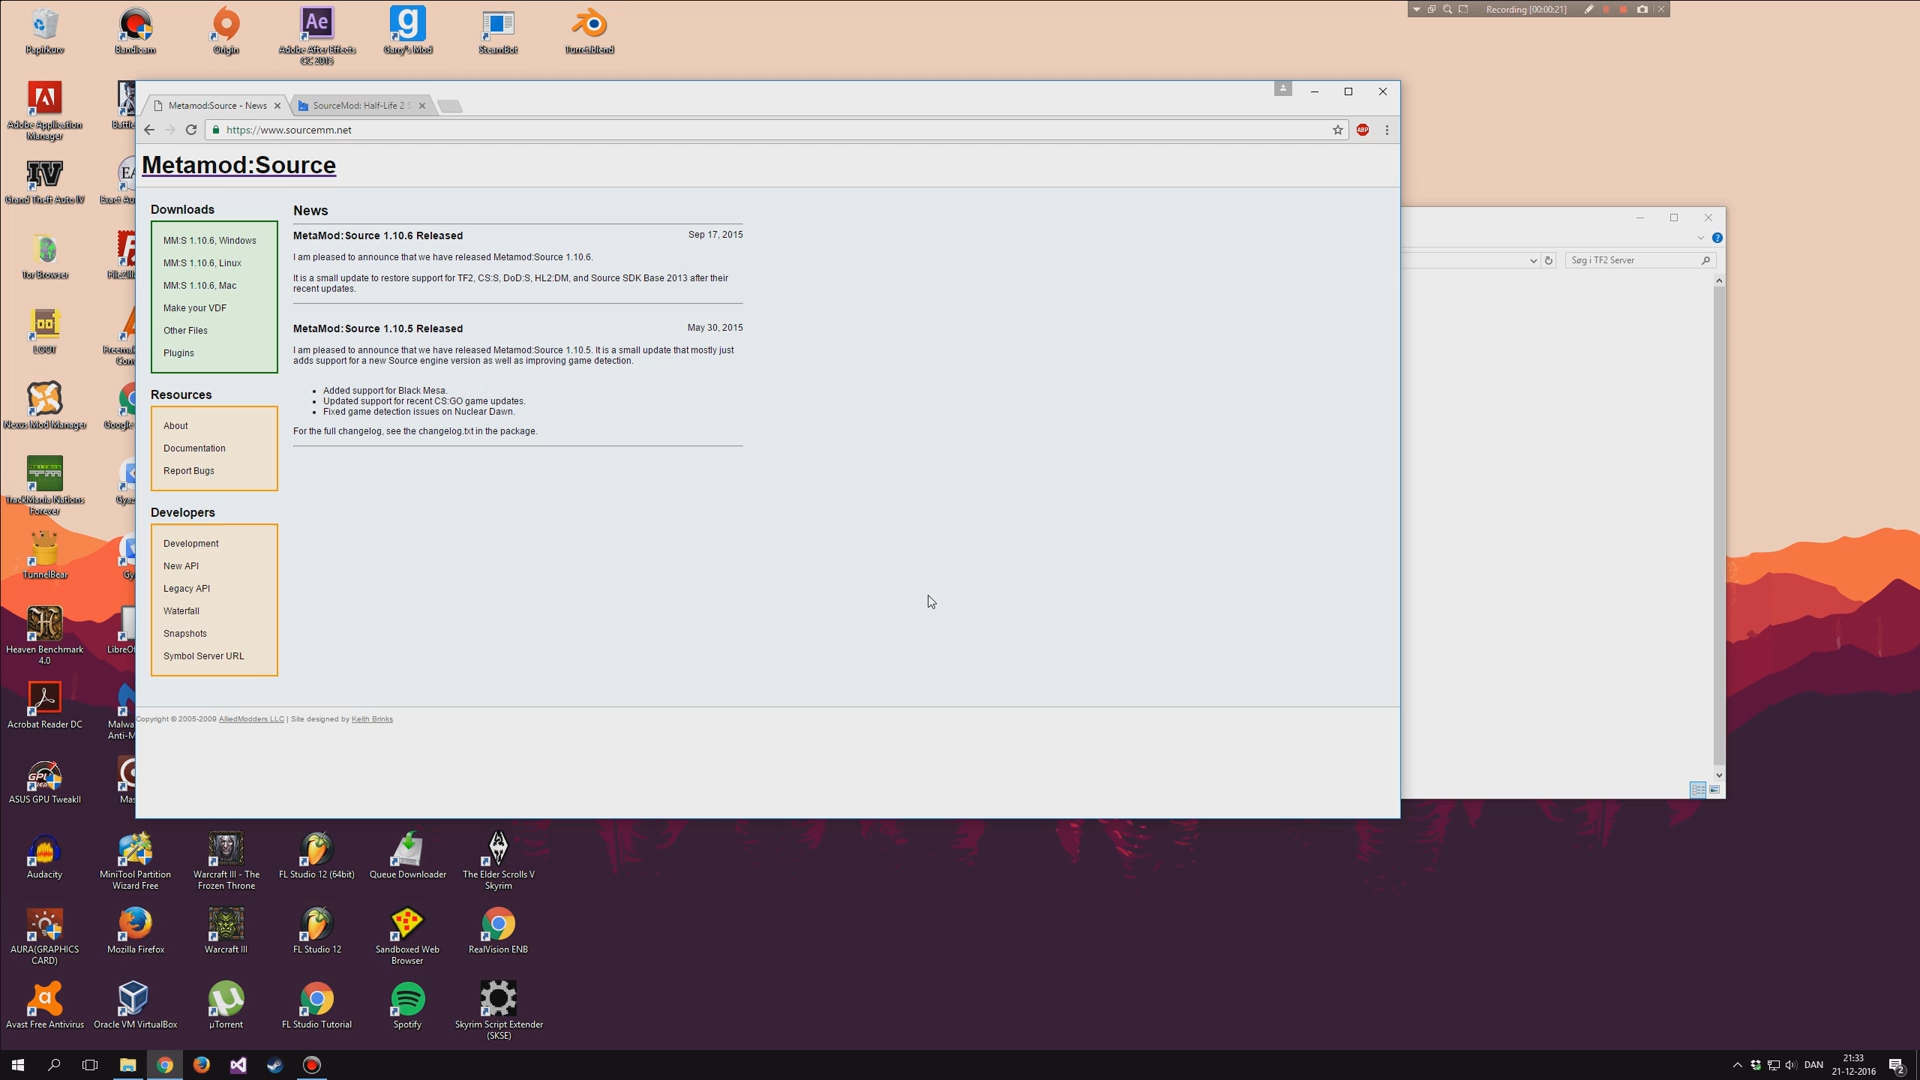 Recording [00:00:21]
Papirkurv
Bandicam
Origin
Adobe After Effects CC 2015
Garry's Mod
SteamBot
Turret.blend
Adobe Application Manager
Grand Theft Auto IV
Tor Browser
LOOT
Nexus Mod Manager
TrackMania Nations Forever
TunnelBear
Heaven Benchmark 4.0
Acrobat Reader DC
ASUS GPU TweakII
Metamod:Source - News
SourceMod: Half-Life 2 S
https://www.sourcemm.net
ABP
Metamod:Source
Downloads
MM:S 1.10.6, Windows
MM:S 1.10.6, Linux
MM:S 1.10.6, Mac
Make your VDF
Other Files
Plugins
Resources
About
Documentation
Report Bugs
Developers
Development
New API
Legacy API
Waterfall
Snapshots
Symbol Server URL
News
MetaMod:Source 1.10.6 Released
Sep 17, 2015
I am pleased to announce that we have released Metamod:Source 1.10.6.
It is a small update to restore support for TF2, CS:S, DoD:S, HL2:DM, and Source SDK Base 2013 after their
recent updates.
MetaMod:Source 1.10.5 Released
May 30, 2015
I am pleased to announce that we have released Metamod:Source 1.10.5. It is a small update that mostly just
adds support for a new Source engine version as well as improving game detection.
Added support for Black Mesa.
Updated support for recent CS:GO game updates.
Fixed game detection issues on Nuclear Dawn.
For the full changelog, see the changelog.txt in the package.
Copyright © 2005-2009 AlliedModders LLC | Site designed by Keith Brinks
Søg i TF2 Server
Audacity
MiniTool Partition Wizard Free
Warcraft III - The Frozen Throne
FL Studio 12 (64bit)
Queue Downloader
The Elder Scrolls V Skyrim
AURA(GRAPHICS CARD)
Mozilla Firefox
Warcraft III
FL Studio 12
Sandboxed Web Browser
RealVision ENB
Avast Free Antivirus
Oracle VM VirtualBox
µTorrent
FL Studio Tutorial
Spotify
Skyrim Script Extender (SKSE)
DAN
21:33
21-12-2016
2